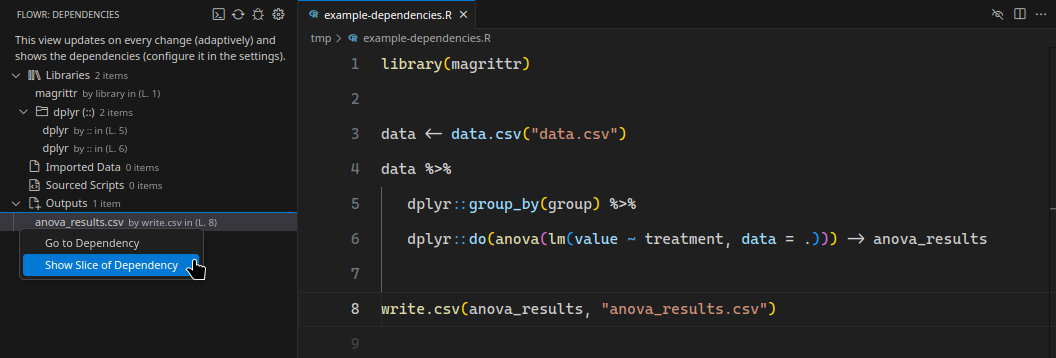 FLOWR: DEPENDENCIES
This view updates on every change (adaptively) and
shows the dependencies (configure it in the settings).
Libraries 2 items
magrittr by library in (L. 1)
dplyr (::) 2 items
dplyr by :: in (L. 5)
dplyr by :: in (L. 6)
Imported Data 0 items
Sourced Scripts 0 items
Outputs 1 item
anova_results.csv by write.csv in (L. 8)
Go to Dependency
Show Slice of Dependency
example-dependencies.R
tmp > example-dependencies.R
1 library(magrittr)
2
3 data <- data.csv("data.csv")
4 data %>%
5 dplyr::group_by(group) %>%
6 dplyr::do(anova(lm(value ~ treatment, data = .))) -> anova_results
7
8 write.csv(anova_results, "anova_results.csv")
9